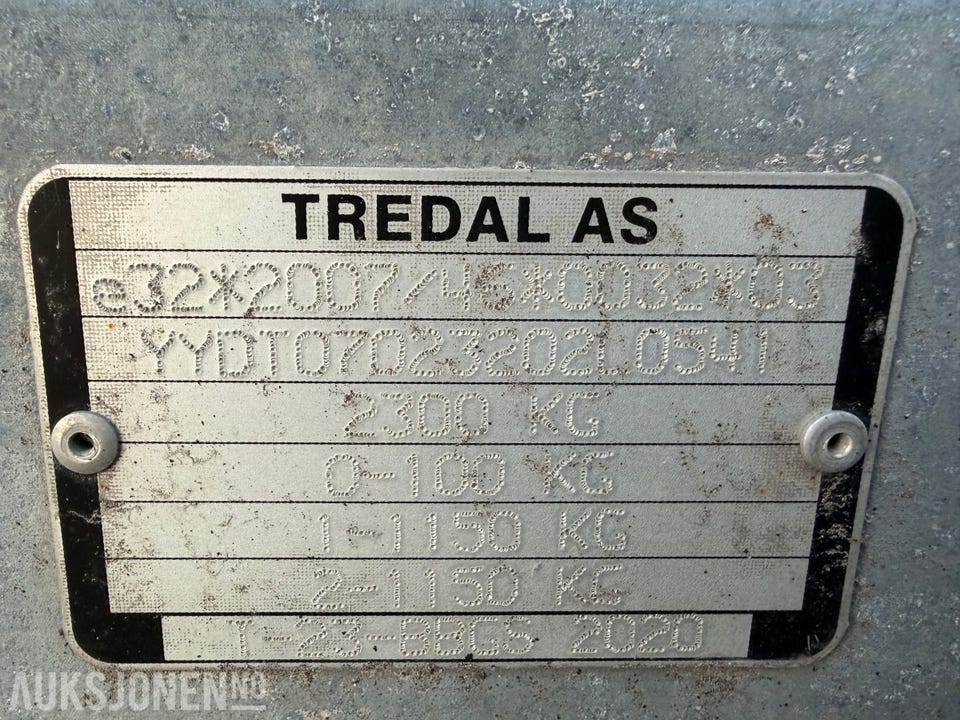 TREDAL AS
e32*2007/46*0032*03
YYDT07023202L0541
2300 KG
0-100 KG
1-1150 KG
2-1150 KG
T-23-BBGS 2020
AUKSJONEN.NO